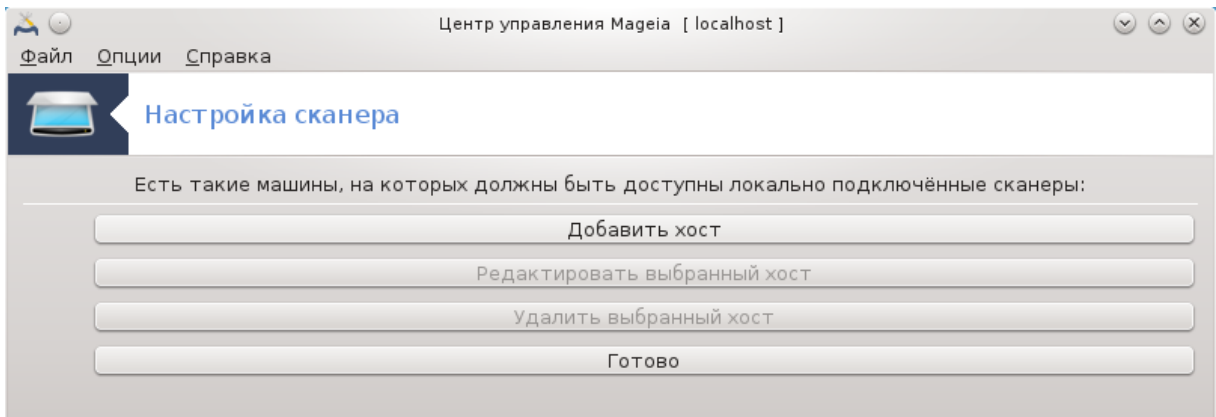 Центр управления Mageia [ localhost ]
Файл Опции Справка
Настройка сканера
Есть такие машины, на которых должны быть доступны локально подключённые сканеры:
Добавить хост
Редактировать выбранный хост
Удалить выбранный хост
Готово